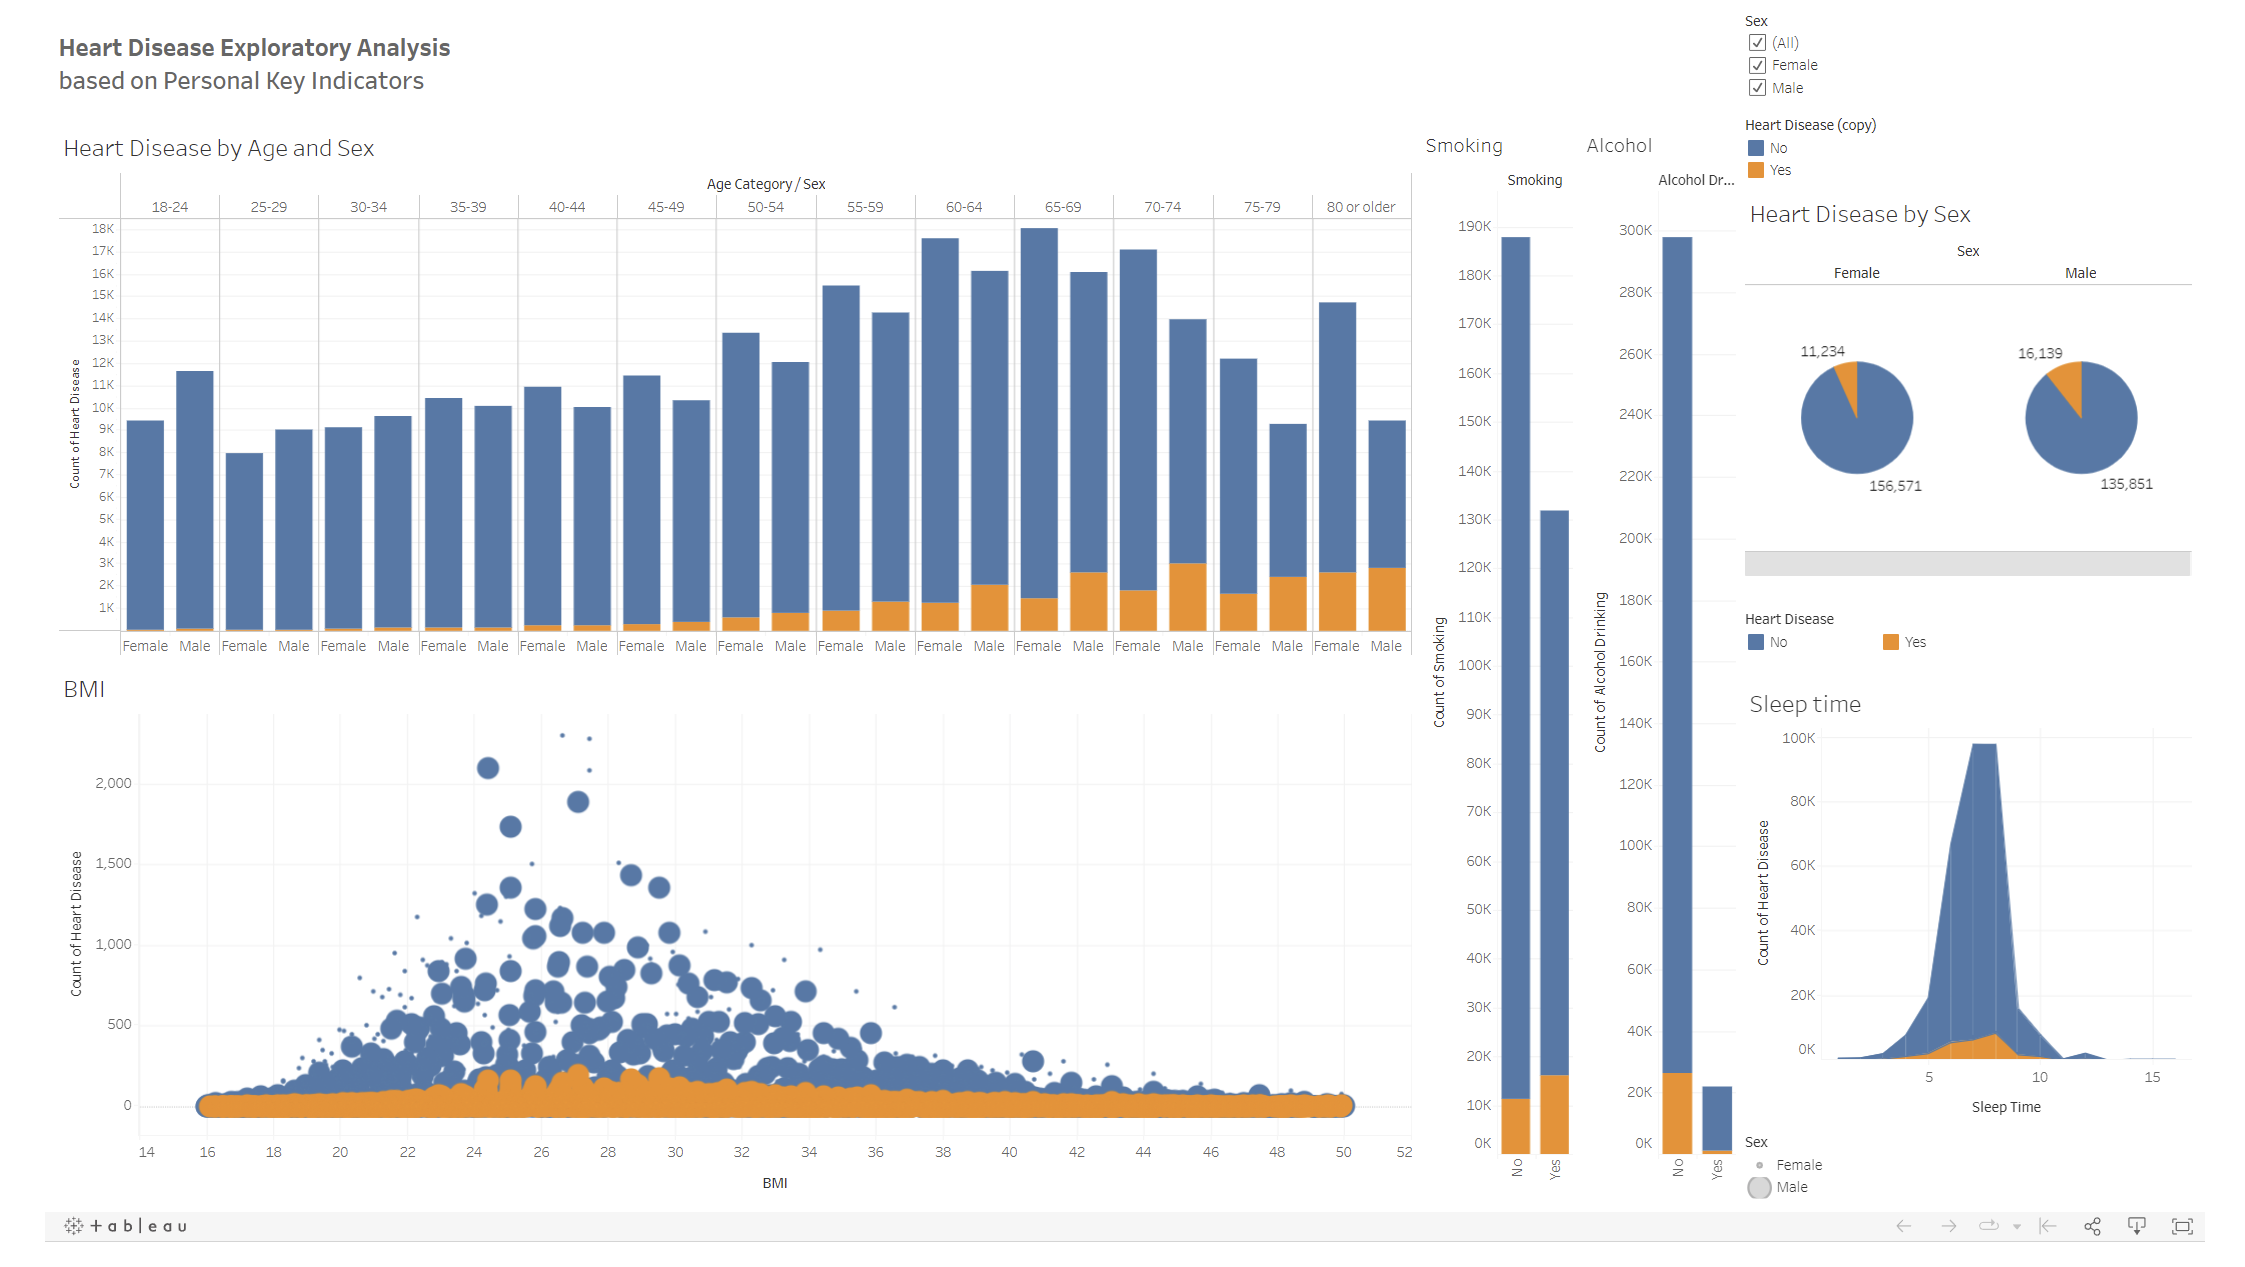 Heart Disease Exploratory Analysis
based on Personal Key Indicators
Sex
(All)
Female
Male
Heart Disease (copy)
No
Yes
Heart Disease by Age and Sex
Age Category / Sex
18-24 25-29 30-34 35-39 40-44 45-49 50-54 55-59 60-64 65-69 70-74 75-79 80 or older
Count of Heart Disease
18K
17K
16K
15K
14K
13K
12K
11K
10K
9K
8K
7K
6K
5K
4K
3K
2K
1K
Female Male Female Male Female Male Female Male Female Male Female Male Female Male Female Male Female Male Female Male Female Male Female Male Female Male
BMI
Count of Heart Disease
2,000
1,500
1,000
500
0
14 16 18 20 22 24 26 28 30 32 34 36 38 40 42 44 46 48 50 52
BMI
Smoking
Smoking
Count of Smoking
190K
180K
170K
160K
150K
140K
130K
120K
110K
100K
90K
80K
70K
60K
50K
40K
30K
20K
10K
0K
No Yes
Alcohol
Alcohol Dr...
Count of Alcohol Drinking
300K
280K
260K
240K
220K
200K
180K
160K
140K
120K
100K
80K
60K
40K
20K
0K
No Yes
Heart Disease by Sex
Sex
Female Male
11,234 16,139
156,571 135,851
Heart Disease
No Yes
Sleep time
Count of Heart Disease
100K
80K
60K
40K
20K
0K
5 10 15
Sleep Time
Sex
Female
Male
+ableau